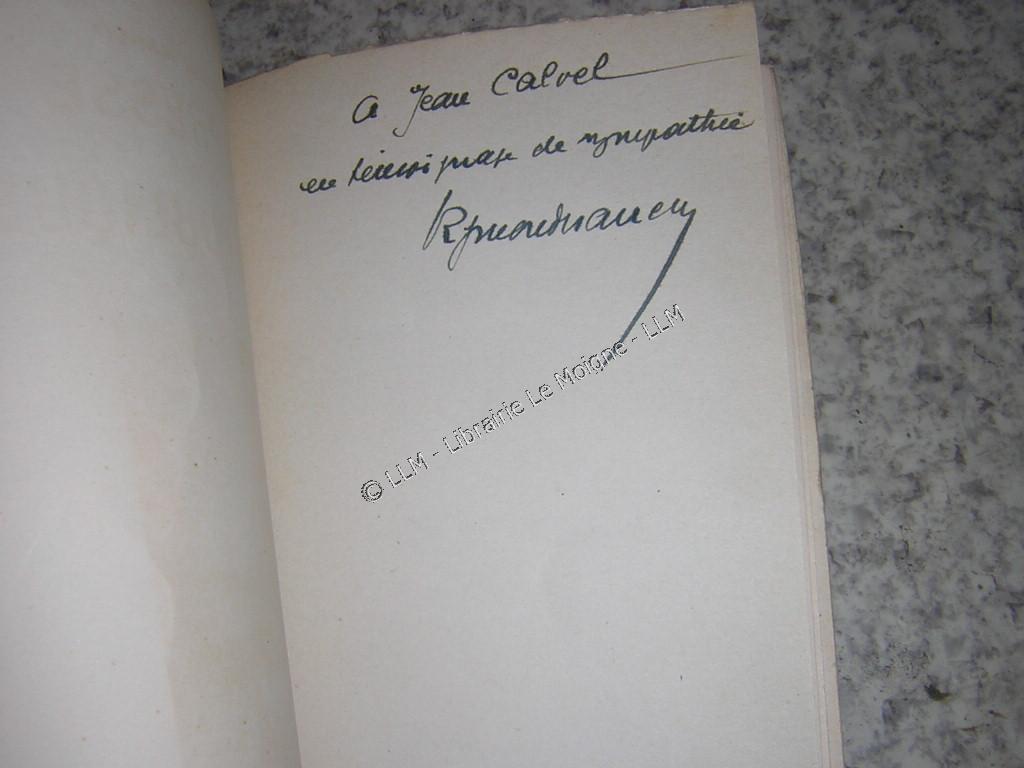 A Jean Calvel
en témoignage de sympathie
© LLM - Librairie Le Moigne - LLM